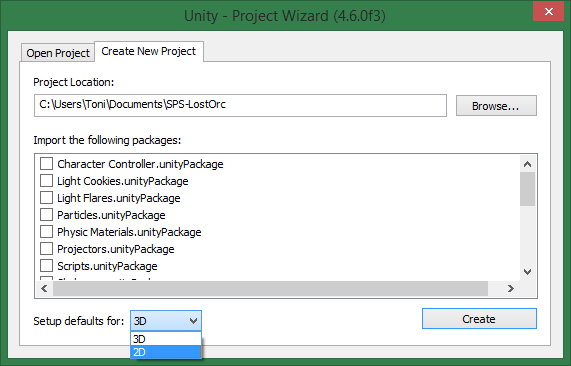 Unity - Project Wizard (4.6.0f3)
Open Project
Create New Project
Project Location:
C:\Users\Toni\Documents\SPS-LostOrc
Browse...
Import the following packages:
Character Controller.unityPackage
Light Cookies.unityPackage
Light Flares.unityPackage
Particles.unityPackage
Physic Materials.unityPackage
Projectors.unityPackage
Scripts.unityPackage
Setup defaults for:
3D
Create
3D
2D